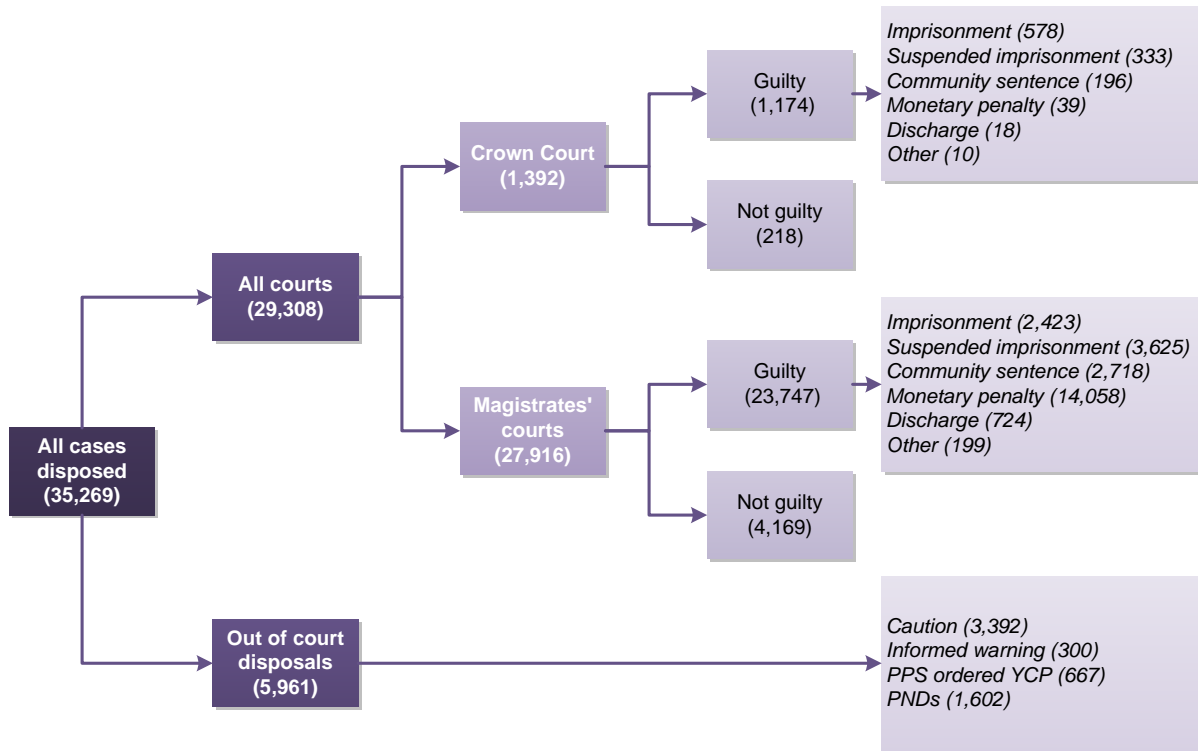 All cases
disposed
(35,269)
All courts
(29,308)
Crown Court
(1,392)
Guilty
(1,174)
Imprisonment (578)
Suspended imprisonment (333)
Community sentence (196)
Monetary penalty (39)
Discharge (18)
Other (10)
Not guilty
(218)
Magistrates'
courts
(27,916)
Guilty
(23,747)
Imprisonment (2,423)
Suspended imprisonment (3,625)
Community sentence (2,718)
Monetary penalty (14,058)
Discharge (724)
Other (199)
Not guilty
(4,169)
Out of court
disposals
(5,961)
Caution (3,392)
Informed warning (300)
PPS ordered YCP (667)
PNDs (1,602)